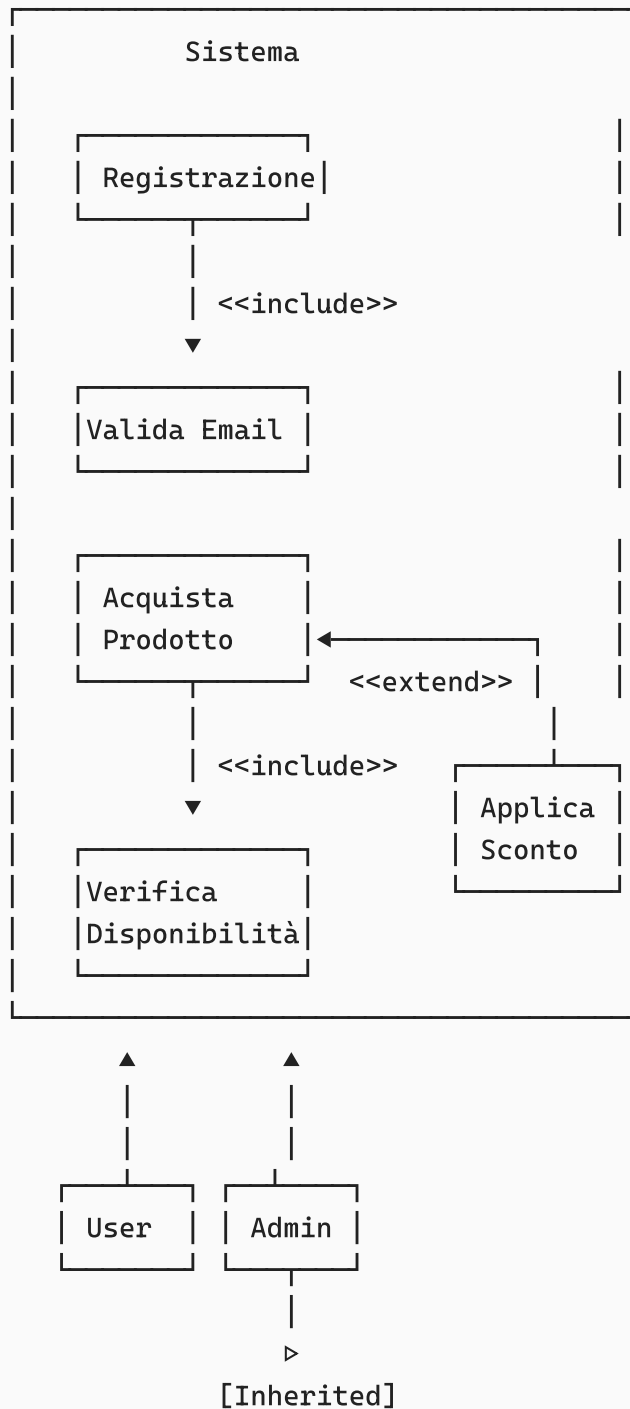 Sistema
Registrazione
<<include>>
Valida Email
Acquista
Prodotto
<<extend>>
<<include>>
Applica
Sconto
Verifica
Disponibilità
User
Admin
[Inherited]